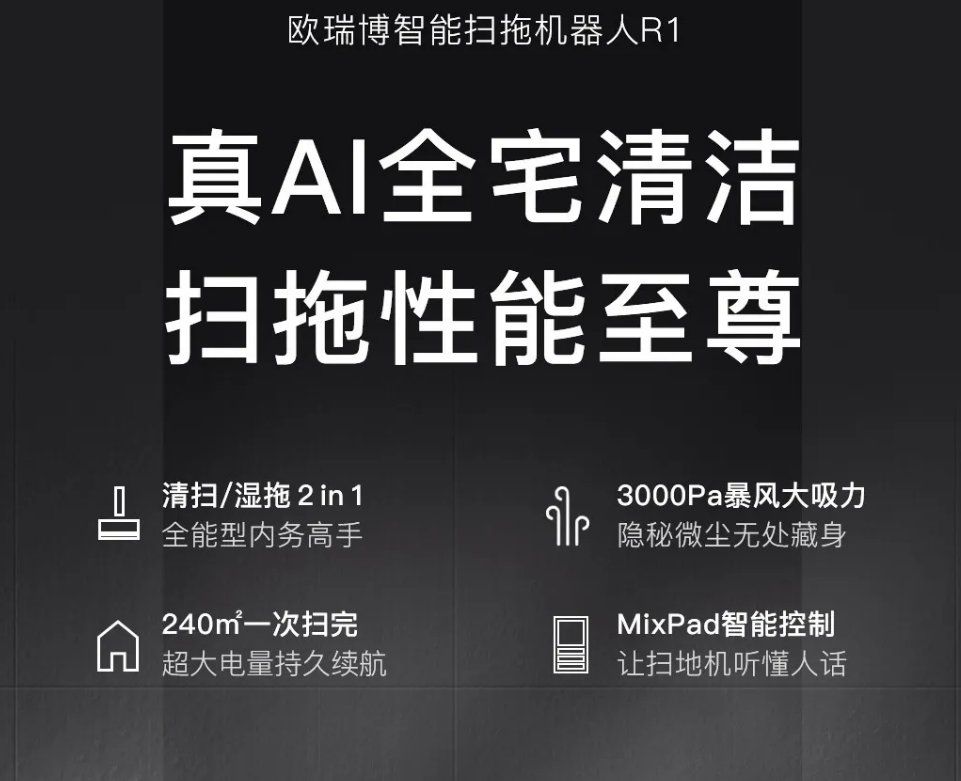 欧瑞博智能扫拖机器人R1
真AI全宅清洁
扫拖性能至尊
清扫/湿拖 2 in 1
全能型内务高手
3000Pa暴风大吸力
隐秘微尘无处藏身
240㎡一次扫完
超大电量持久续航
MixPad智能控制
让扫地机听懂人话